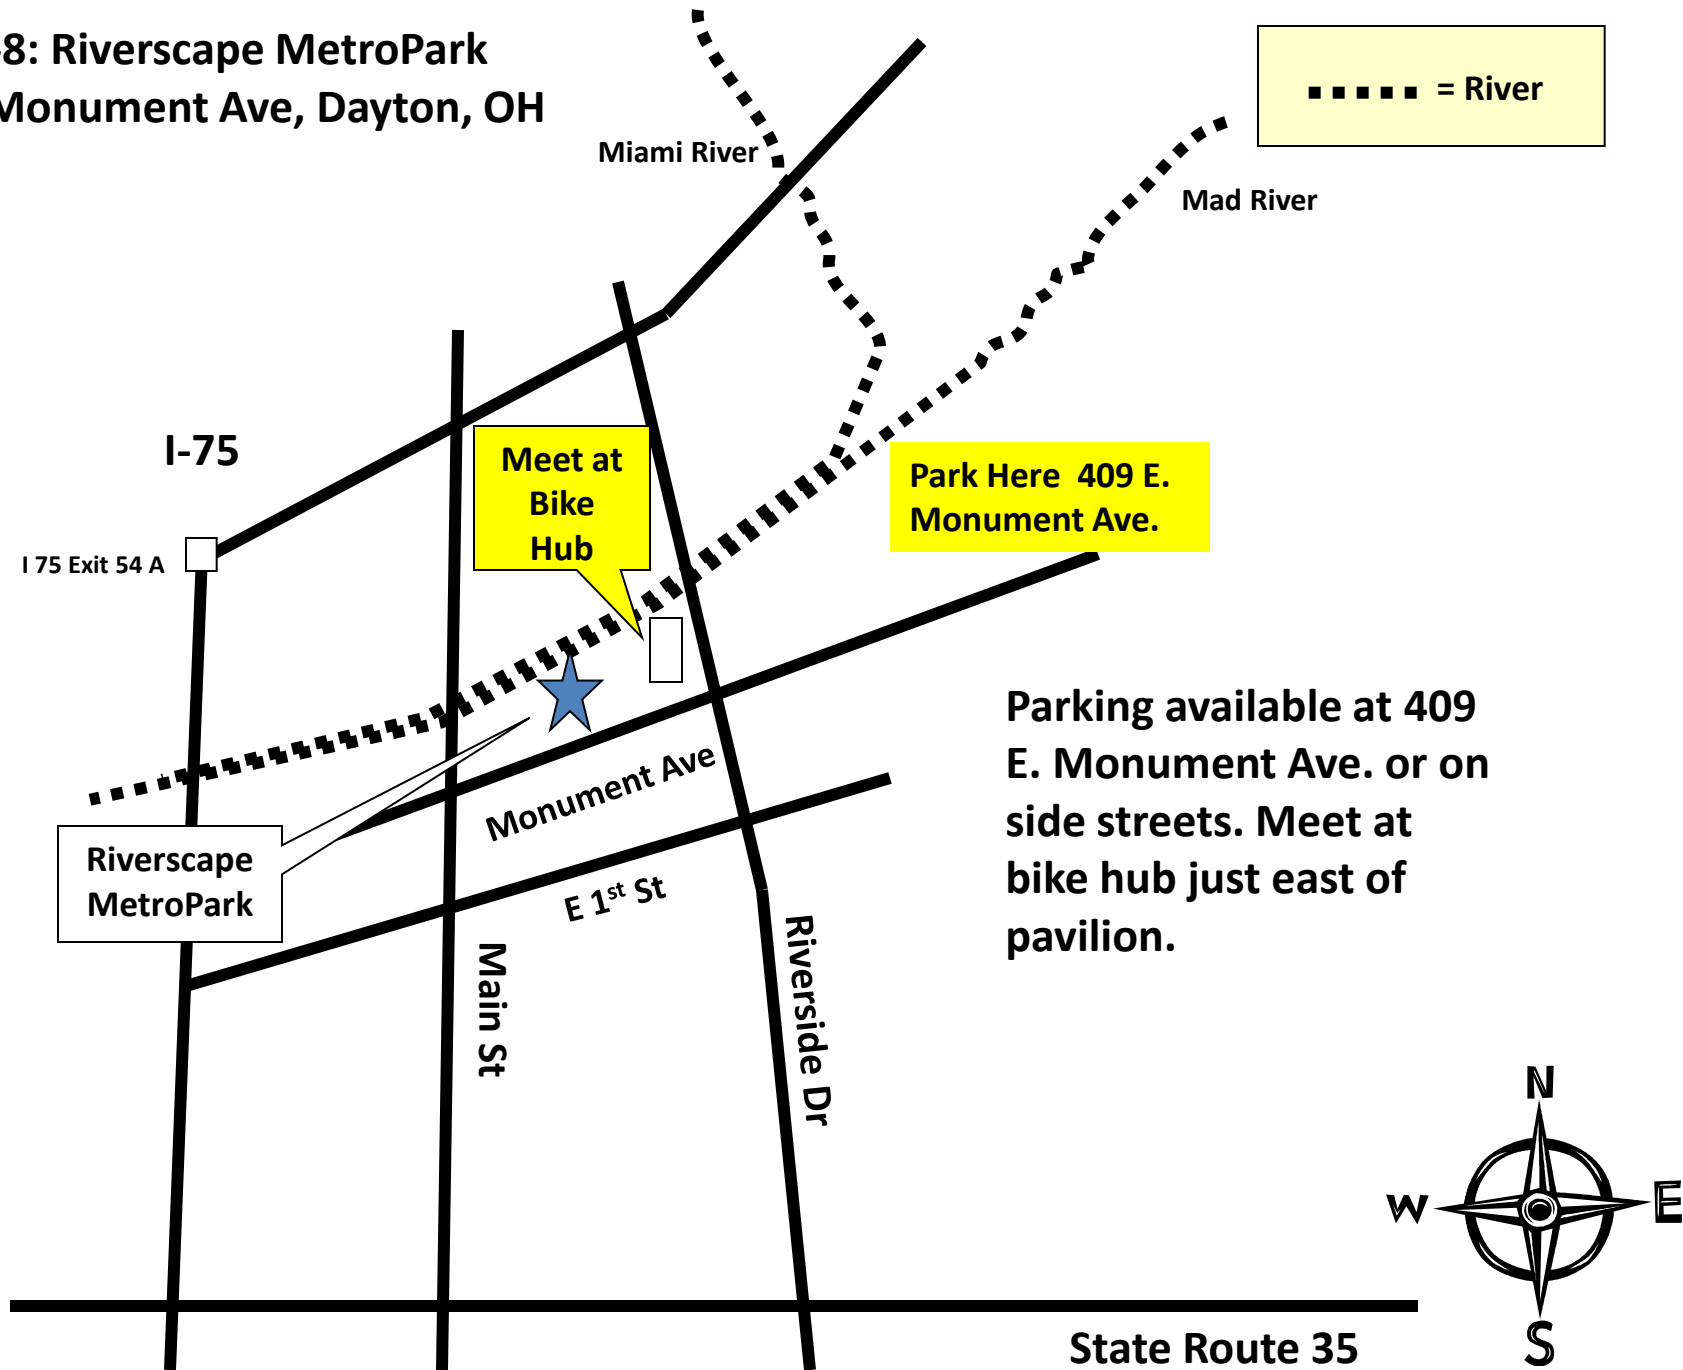 -8: Riverscape MetroPark
Monument Ave, Dayton, OH
= River
Miami River
Mad River
I-75
Meet at
Bike
Hub
Park Here  409 E.
Monument Ave.
I 75 Exit 54 A
Parking available at 409
E. Monument Ave. or on
side streets. Meet at
bike hub just east of
pavilion.
Monument Ave
Riverscape
MetroPark
E 1st St
Main St
Riverside Dr
N
W
E
S
State Route 35